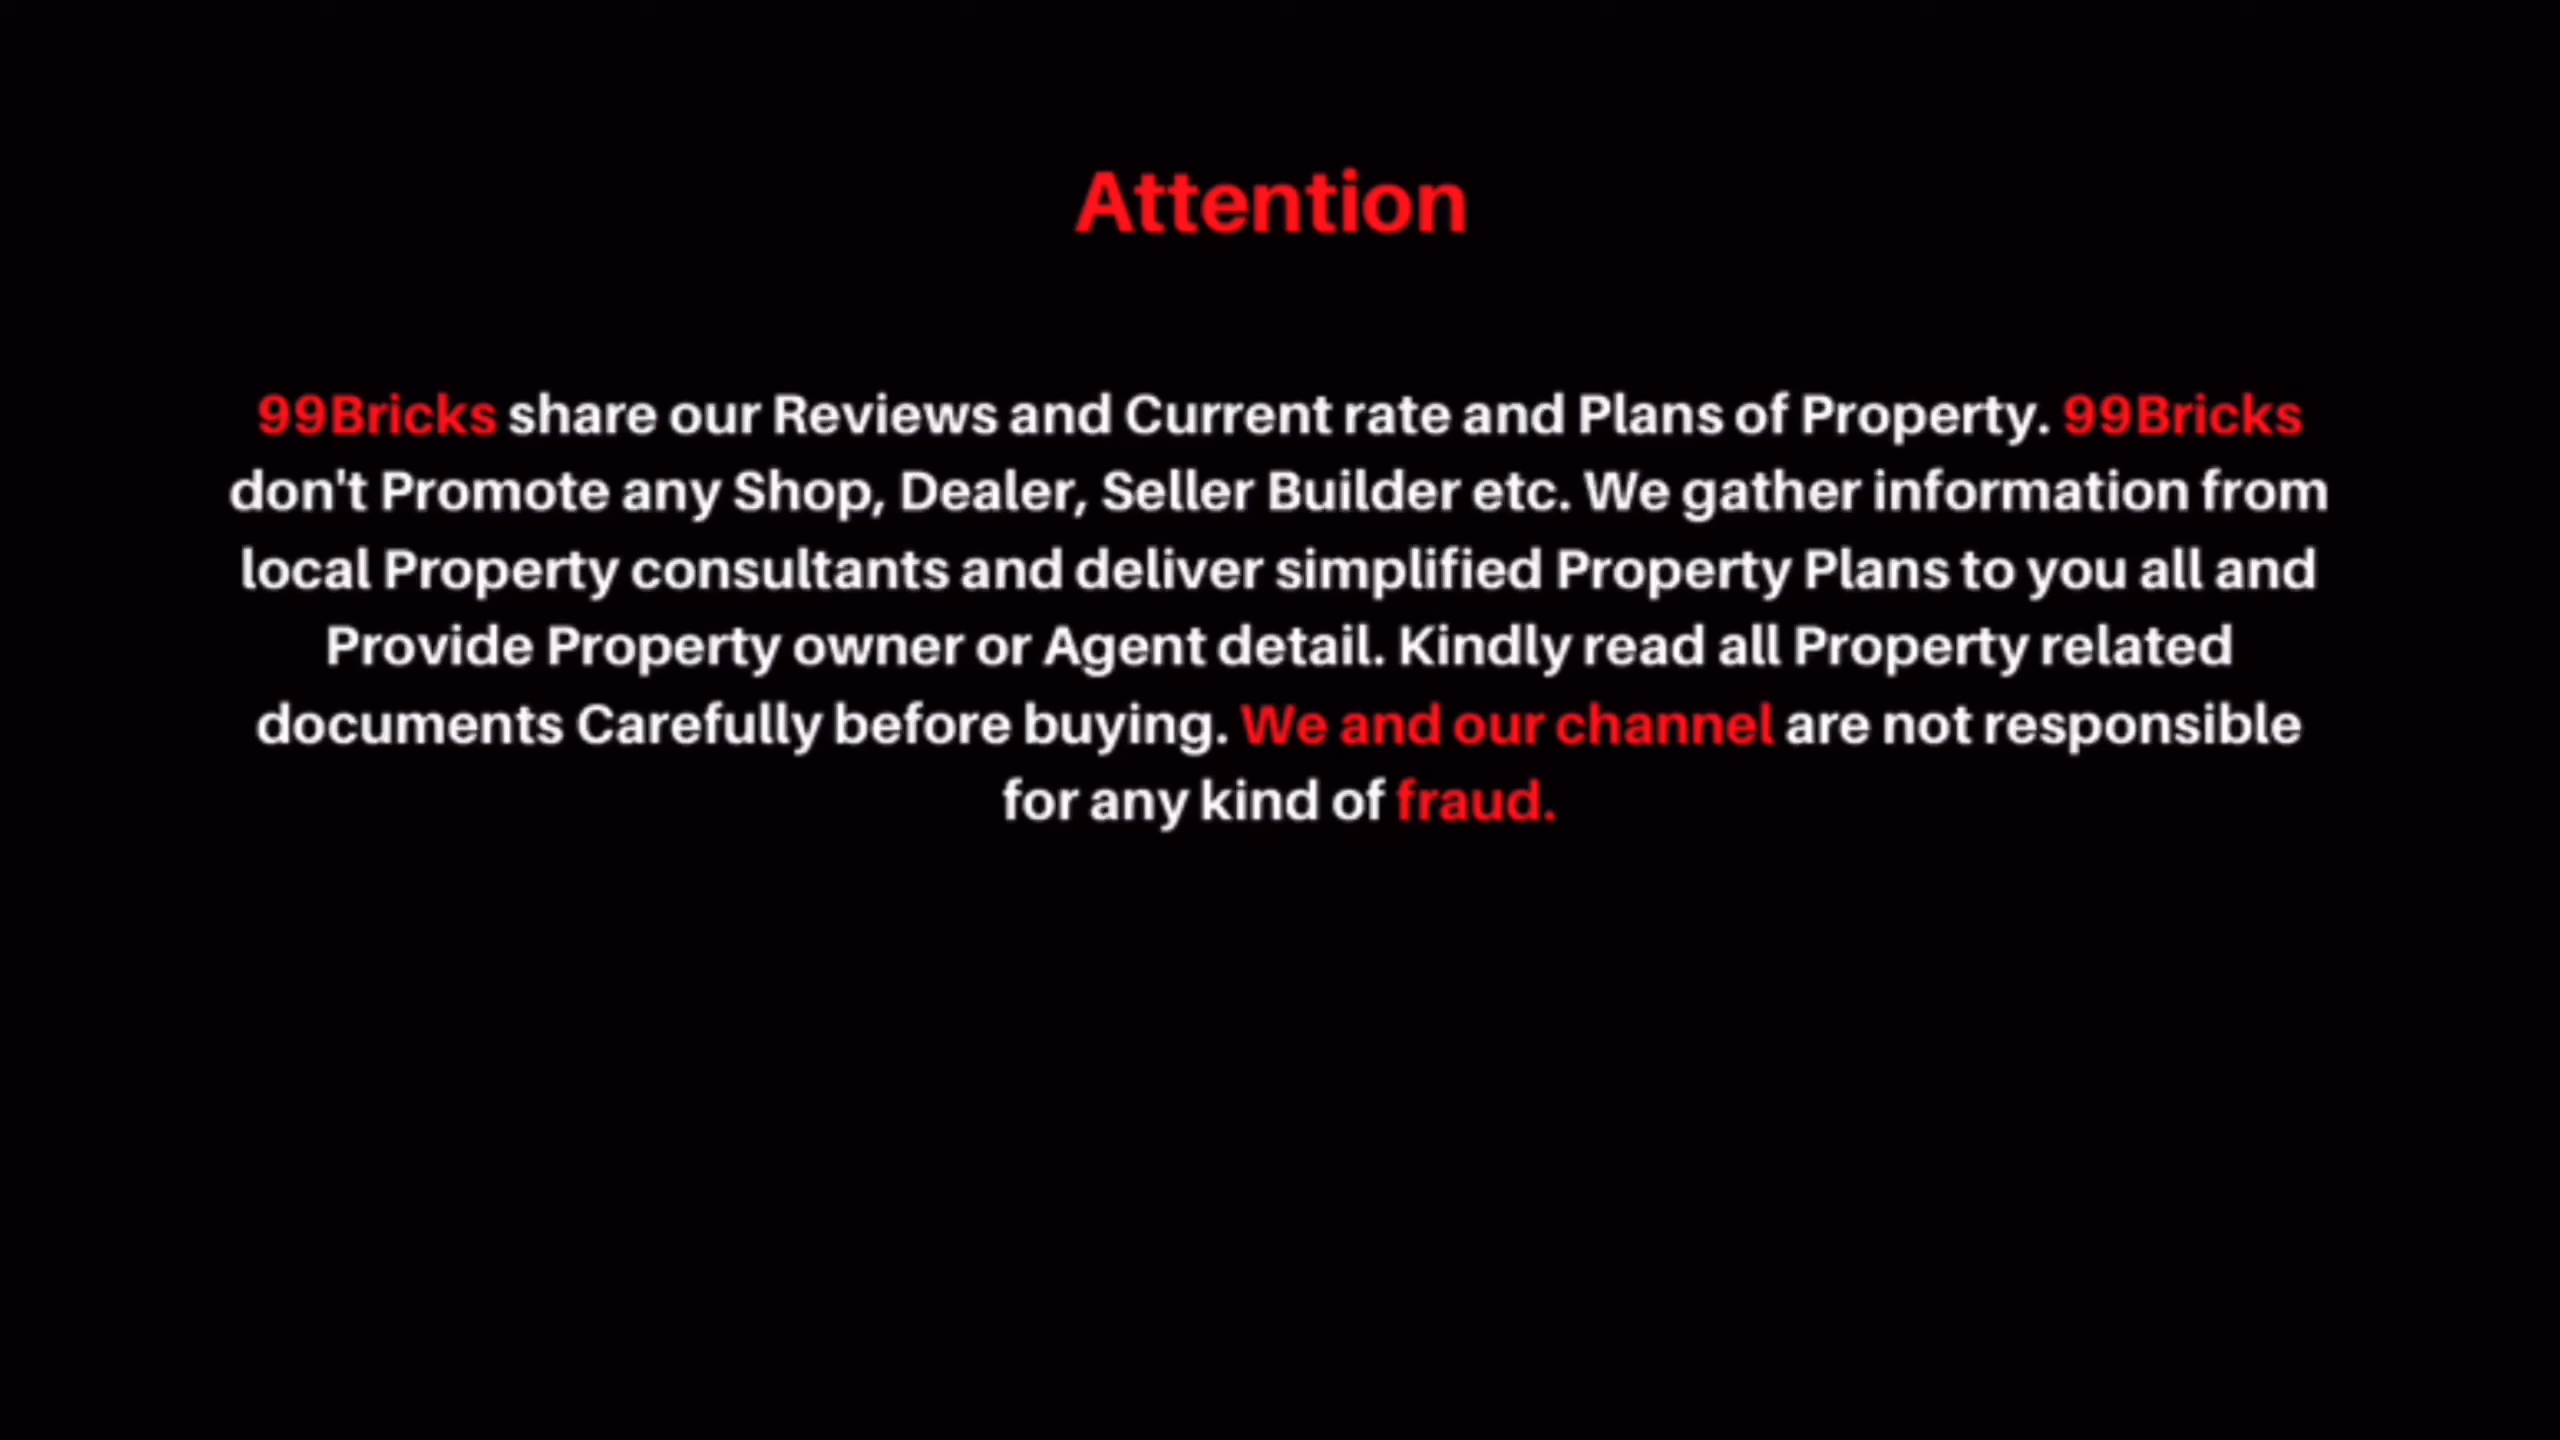 Attention
99Bricks share our Reviews and Current rate and Plans of Property. 99Bricks
don't Promote any Shop, Dealer, Seller Builder etc. We gather information from
local Property consultants and deliver simplified Property Plans to you all and
Provide Property owner or Agent detail. Kindly read all Property related
documents Carefully before buying. We and our channel are not responsible
for any kind of fraud.